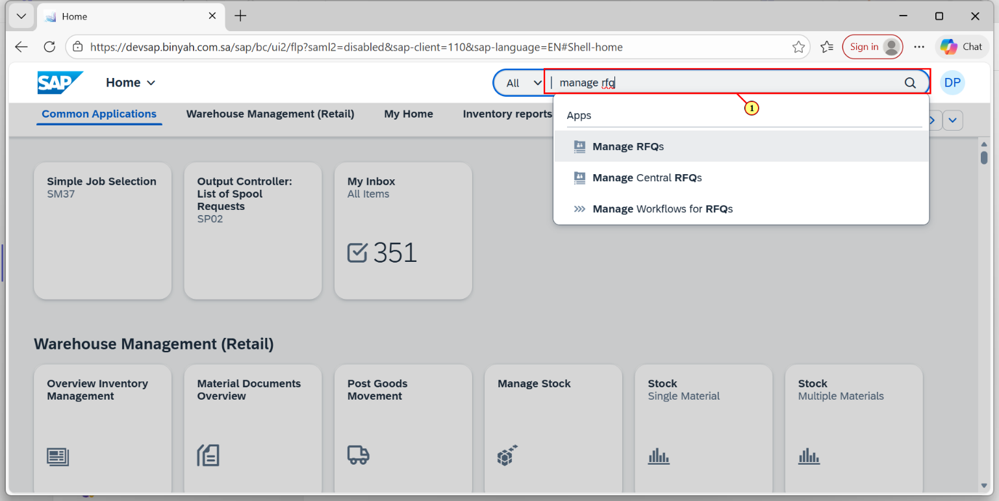 Home
https://devsap.binyah.com.sa/sap/bc/ui2/flp?saml2=disabled&sap-client=110&sap-language=EN#Shell-home
Sign in
Chat
SAP
Home
All
manage rfq
DP
1
Common Applications
Warehouse Management (Retail)
My Home
Inventory reports
Apps
Manage RFQs
Manage Central RFQs
Manage Workflows for RFQs
Simple Job Selection
SM37
Output Controller:
List of Spool
Requests
SP02
My Inbox
All Items
351
Warehouse Management (Retail)
Overview Inventory
Management
Material Documents
Overview
Post Goods
Movement
Manage Stock
Stock
Single Material
Stock
Multiple Materials